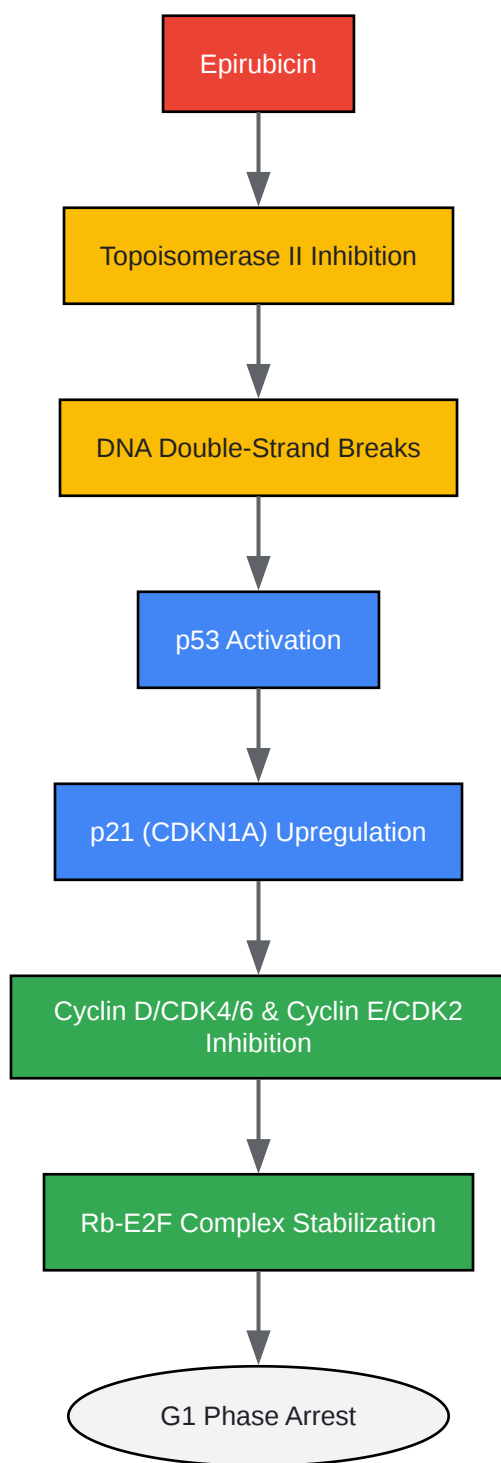 Epirubicin
Topoisomerase II Inhibition
DNA Double-Strand Breaks
p53 Activation
p21 (CDKN1A) Upregulation
Cyclin D/CDK4/6 & Cyclin E/CDK2
Inhibition
Rb-E2F Complex Stabilization
G1 Phase Arrest